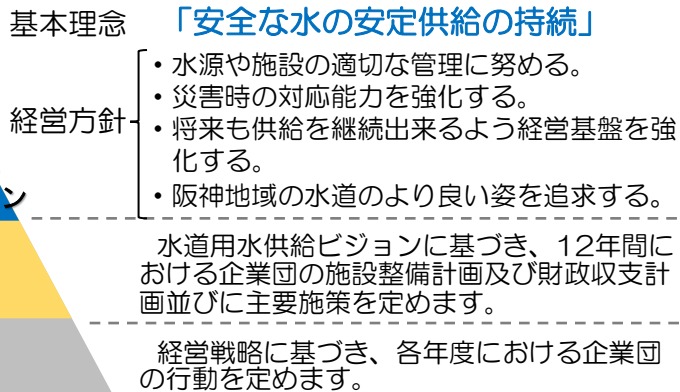 基本理念　「安全な水の安定供給の持続」
・水源や施設の適切な管理に努める。
・災害時の対応能力を強化する。
経営方針
・将来も供給を継続出来るよう経営基盤を強
化する。
・阪神地域の水道のより良い姿を追求する。
ン
水道用水供給ビジョンに基づき、12年間に
おける企業団の施設整備計画及び財政収支計
画並びに主要施策を定めます。
経営戦略に基づき、各年度における企業団
の行動を定めます。